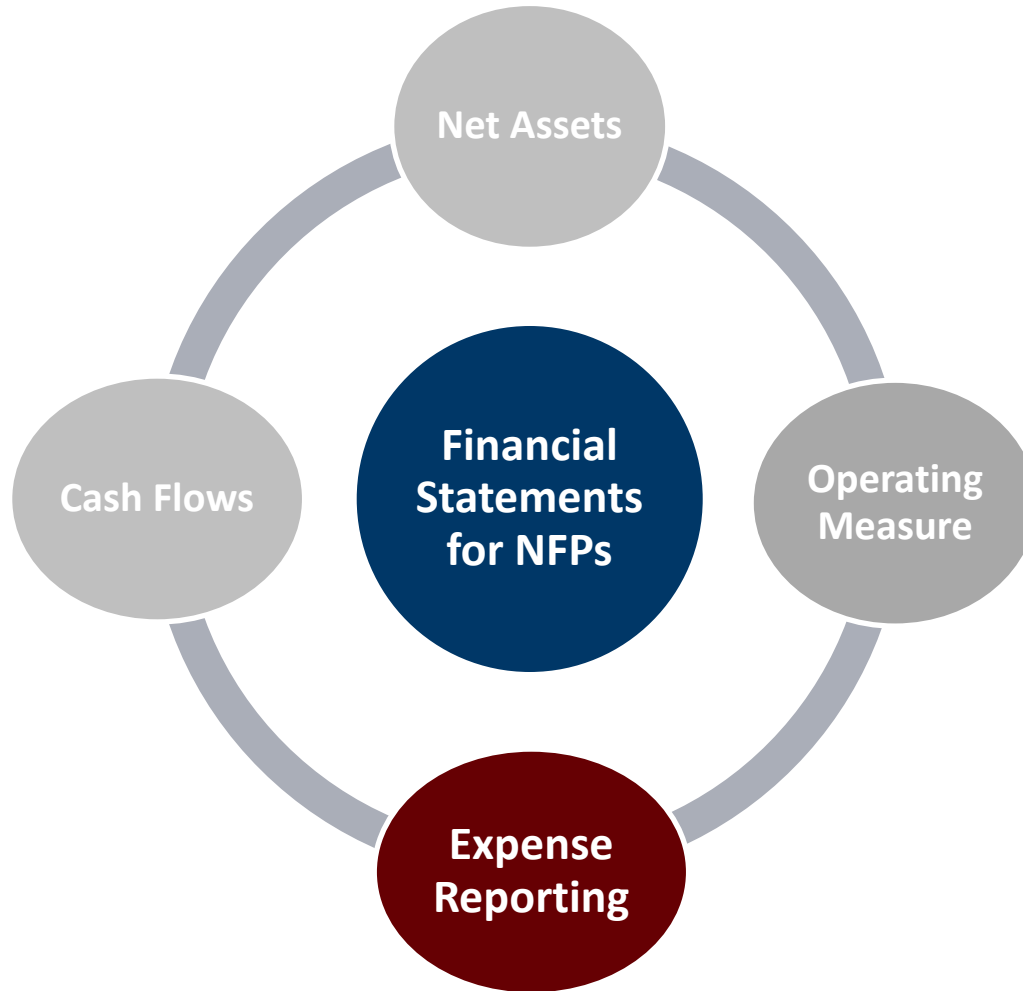 Net Assets
Financial
Statements
for NFPs
Cash Flows
Operating
Measure
Expense
Reporting